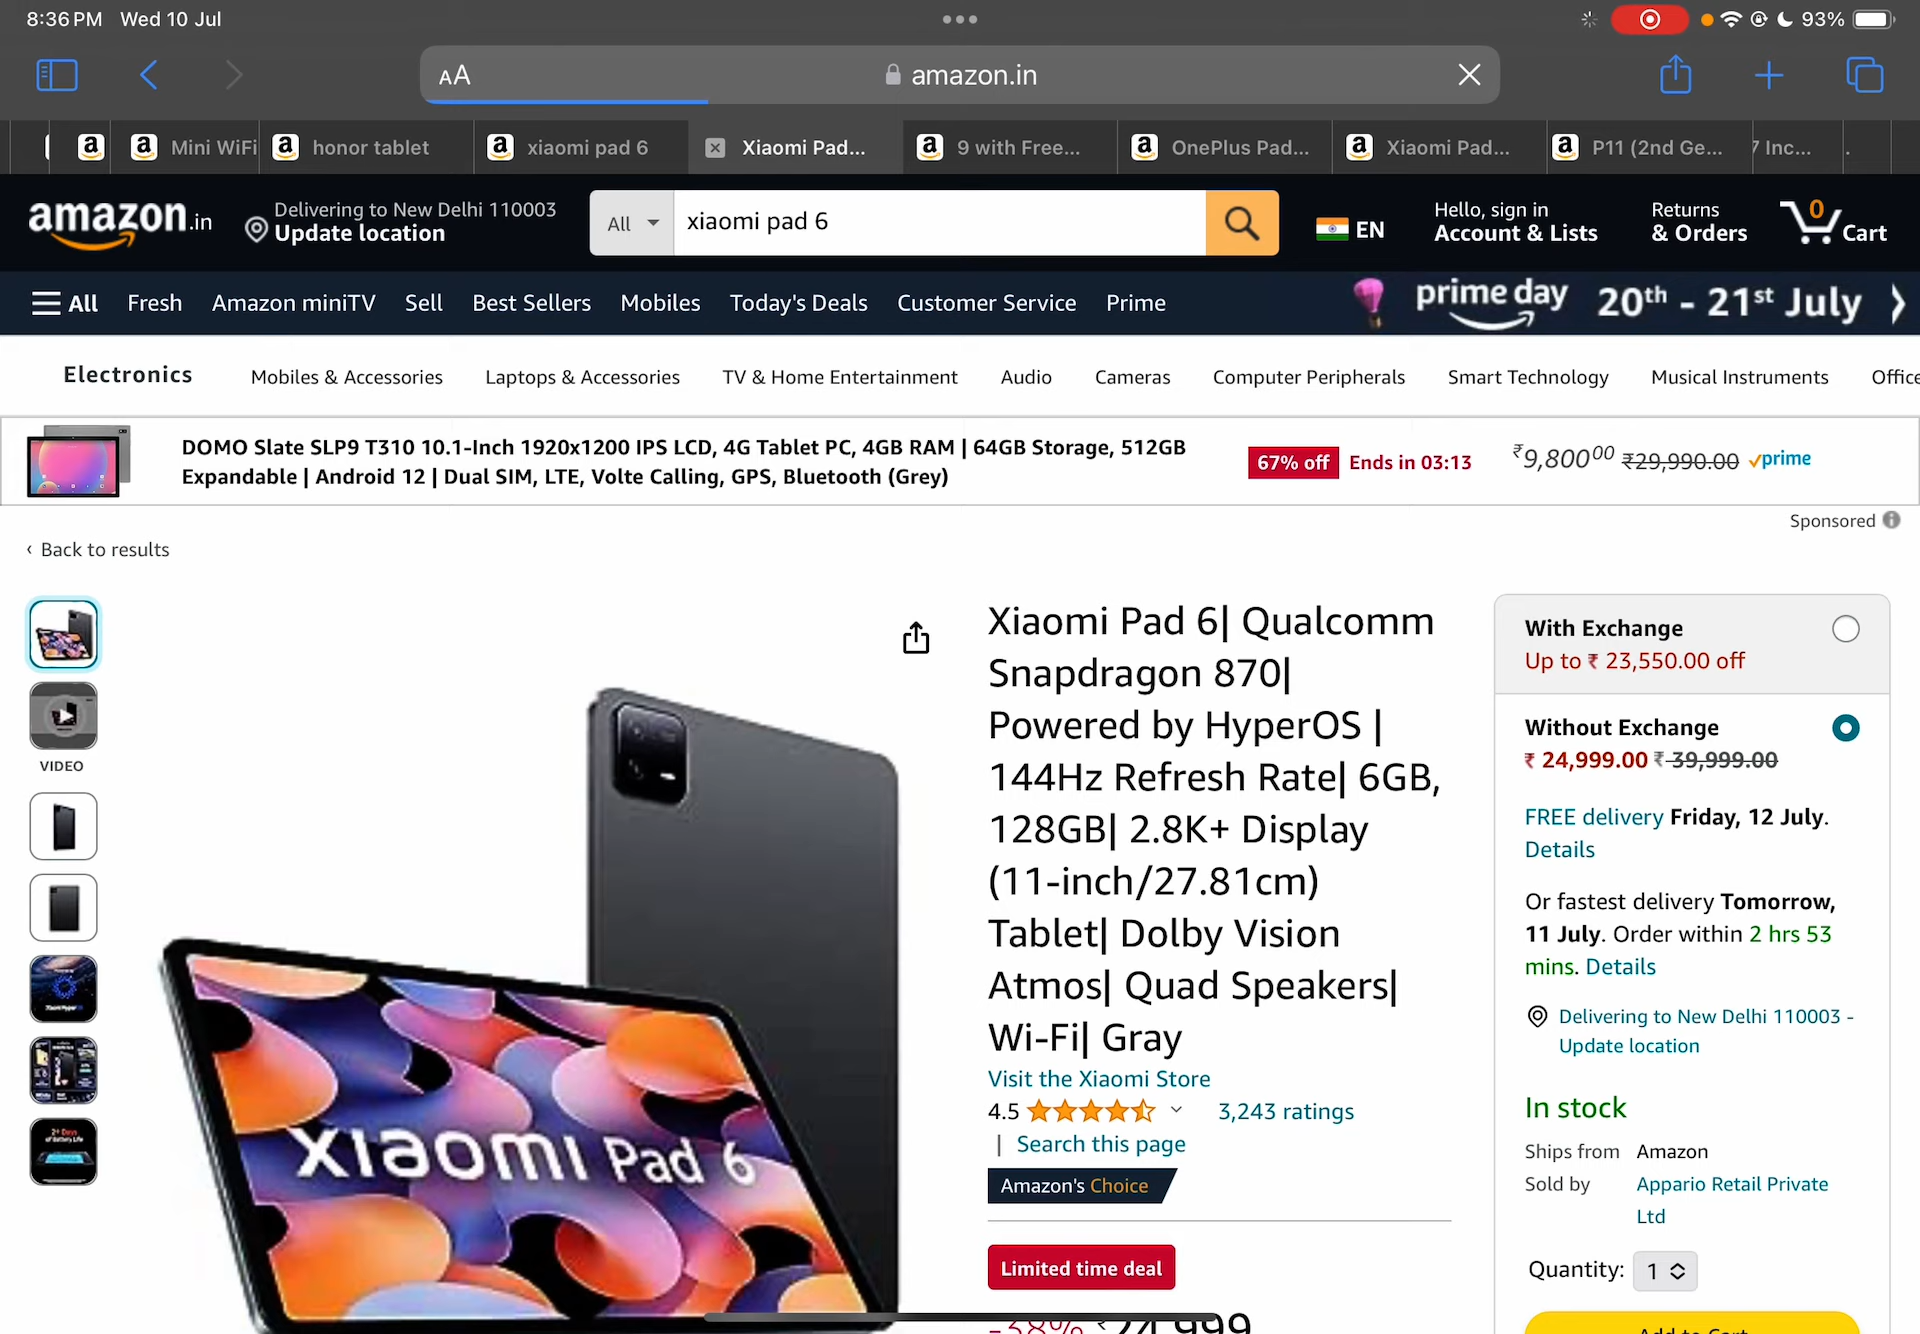 8:36 PM Wed 10 Jul
93%
AA
amazon.in
Mini WiFi
honor tablet
xiaomi pad 6
Xiaomi Pad...
9 with Free...
OnePlus Pad...
Xiaomi Pad...
P11 (2nd Ge...
7 Inc...
amazon.in
Delivering to New Delhi 110003
Update location
All
xiaomi pad 6
EN
Hello, sign in
Account & Lists
Returns
& Orders
0
Cart
All
Fresh
Amazon miniTV
Sell
Best Sellers
Mobiles
Today's Deals
Customer Service
Prime
prime day
20th - 21st July
Electronics
Mobiles & Accessories
Laptops & Accessories
TV & Home Entertainment
Audio
Cameras
Computer Peripherals
Smart Technology
Musical Instruments
Office
DOMO Slate SLP9 T310 10.1-Inch 1920x1200 IPS LCD, 4G Tablet PC, 4GB RAM | 64GB Storage, 512GB
Expandable | Android 12 | Dual SIM, LTE, Volte Calling, GPS, Bluetooth (Grey)
67% off
Ends in 03:13
₹9,800.00 ₹29,990.00 prime
Sponsored
‹ Back to results
VIDEO
XIAOMI Pad 6
Xiaomi Pad 6| Qualcomm
Snapdragon 870|
Powered by HyperOS |
144Hz Refresh Rate| 6GB,
128GB| 2.8K+ Display
(11-inch/27.81cm)
Tablet| Dolby Vision
Atmos| Quad Speakers|
Wi-Fi| Gray
Visit the Xiaomi Store
4.5
3,243 ratings
| Search this page
Amazon's Choice
Limited time deal
-38% ₹24,999
With Exchange
Up to ₹ 23,550.00 off
Without Exchange
₹ 24,999.00 ₹ 39,999.00
FREE delivery Friday, 12 July.
Details
Or fastest delivery Tomorrow,
11 July. Order within 2 hrs 53
mins. Details
Delivering to New Delhi 110003 -
Update location
In stock
Ships from Amazon
Sold by Appario Retail Private
Ltd
Quantity: 1
Add to Cart